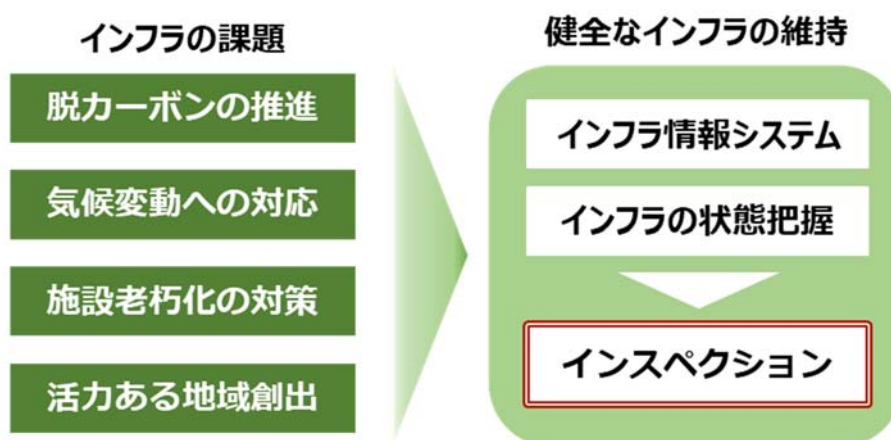 インフラの課題
脱カーボンの推進
気候変動への対応
施設老朽化の対策
活力ある地域創出
健全なインフラの維持
インフラ情報システム
インフラの状態把握
インスペクション